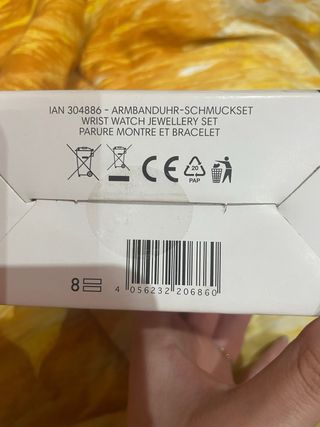 IAN 304886 - ARMBANDUHR-SCHMUCKSET
WRIST WATCH JEWELLERY SET
PARURE MONTRE ET BRACELET
CE
20
PAP
8
4 056232 206860